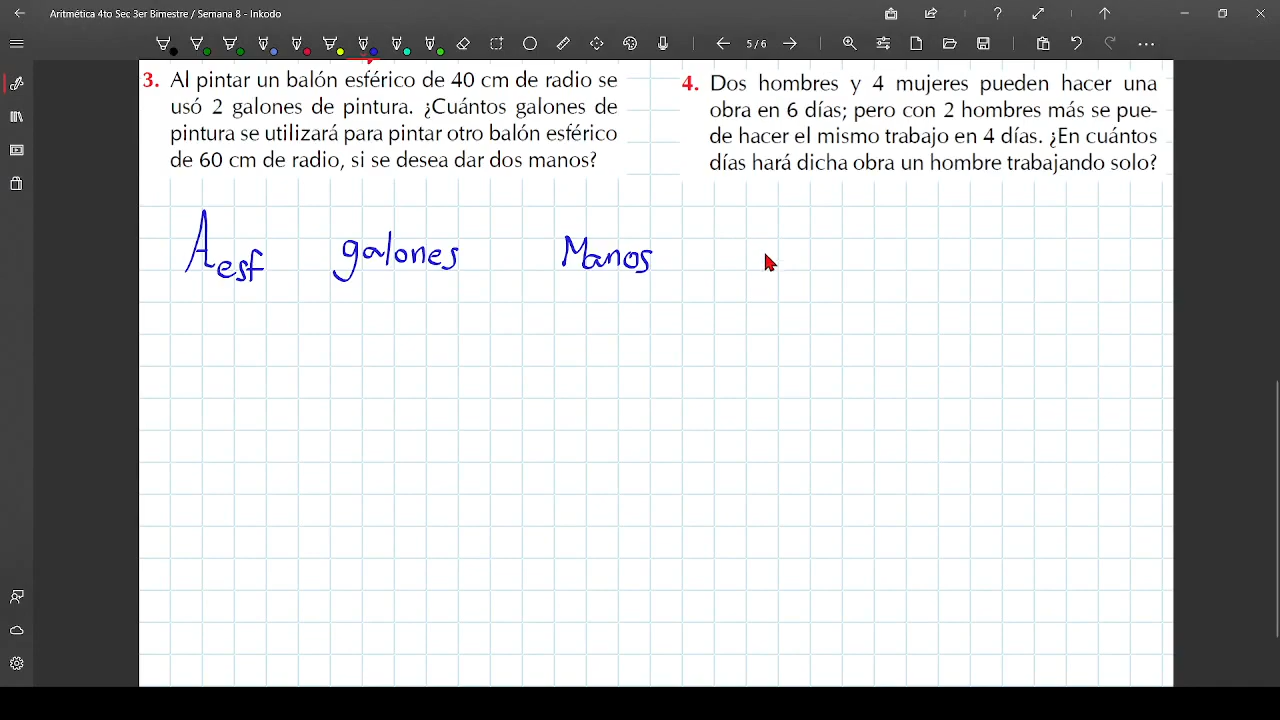 Aritmética 4to Sec 3er Bimestre / Semana 8 - Inkodo
5/6
3. Al pintar un balón esférico de 40 cm de radio se
usó 2 galones de pintura. ¿Cuántos galones de
pintura se utilizará para pintar otro balón esférico
de 60 cm de radio, si se desea dar dos manos?
4. Dos hombres y 4 mujeres pueden hacer una
obra en 6 días; pero con 2 hombres más se pue-
de hacer el mismo trabajo en 4 días. ¿En cuántos
días hará dicha obra un hombre trabajando solo?
Aesf galones Manos